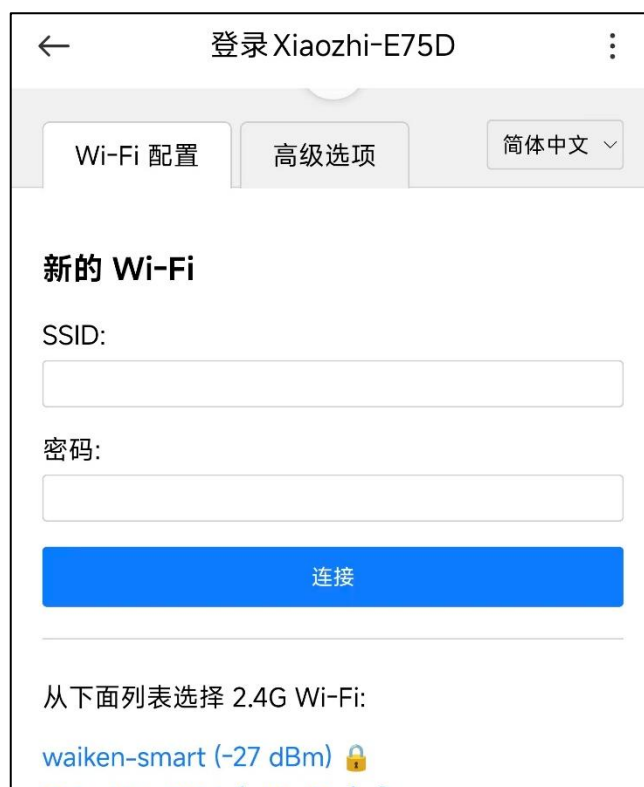 登录Xiaozhi-E75D
Wi-Fi 配置
高级选项
简体中文
新的 Wi-Fi
SSID:
密码:
连接
从下面列表选择 2.4G Wi-Fi:
waiken-smart (-27 dBm)